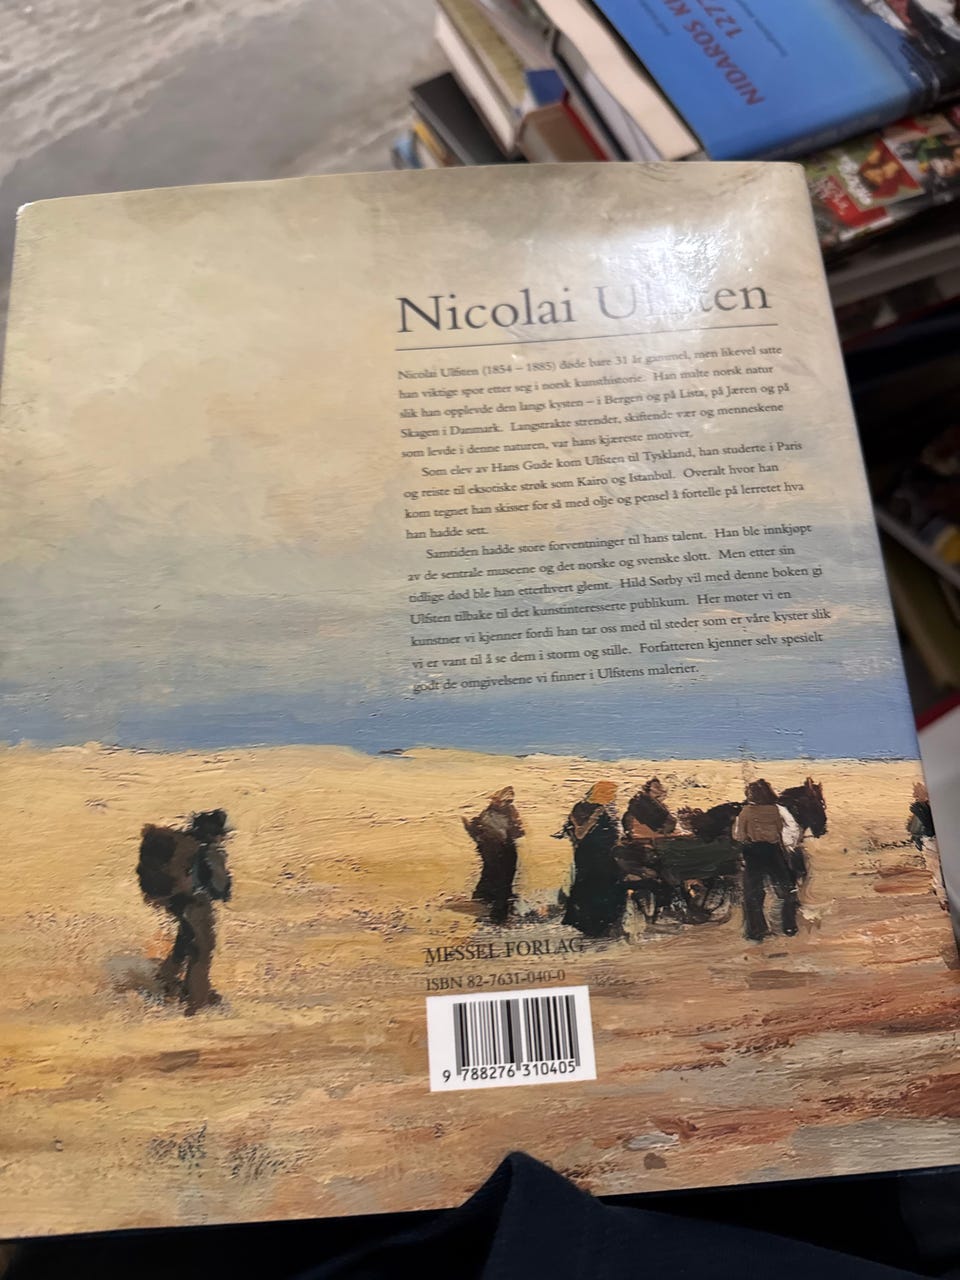 NIDAROS
127
Nicolai Ulfsten
Nicolai Ulfsten (1854 – 1885) døde bare 31 år gammel, men likevel satte
han viktige spor etter seg i norsk kunsthistorie. Han malte norsk natur
slik han opplevde den langs kysten – i Bergen og på Lista, på Jæren og på
Skagen i Danmark. Langstrakte strender, skiftende vær og menneskene
som levde i denne naturen, var hans kjæreste motiver.
Som elev av Hans Gude kom Ulfsten til Tyskland, han studerte i Paris
og reiste til eksotiske strøk som Kairo og Istanbul. Overalt hvor han
kom tegnet han skisser for så med olje og pensel å fortelle på lerretet hva
han hadde sett.
Samtiden hadde store forventninger til hans talent. Han ble innkjøpt
av de sentrale museene og det norske og svenske slott. Men etter sin
tidlige død ble han etterhvert glemt. Hild Sørby vil med denne boken gi
Ulfsten tilbake til det kunstinteresserte publikum. Her møter vi en
kunstner vi kjenner fordi han tar oss med til steder som er våre kyster slik
vi er vant til å se dem i storm og stille. Forfatteren kjenner selv spesielt
godt de omgivelsene vi finner i Ulfstens malerier.
MESSEL FORLAG
ISBN 82-7631-040-0
9 788276 310405